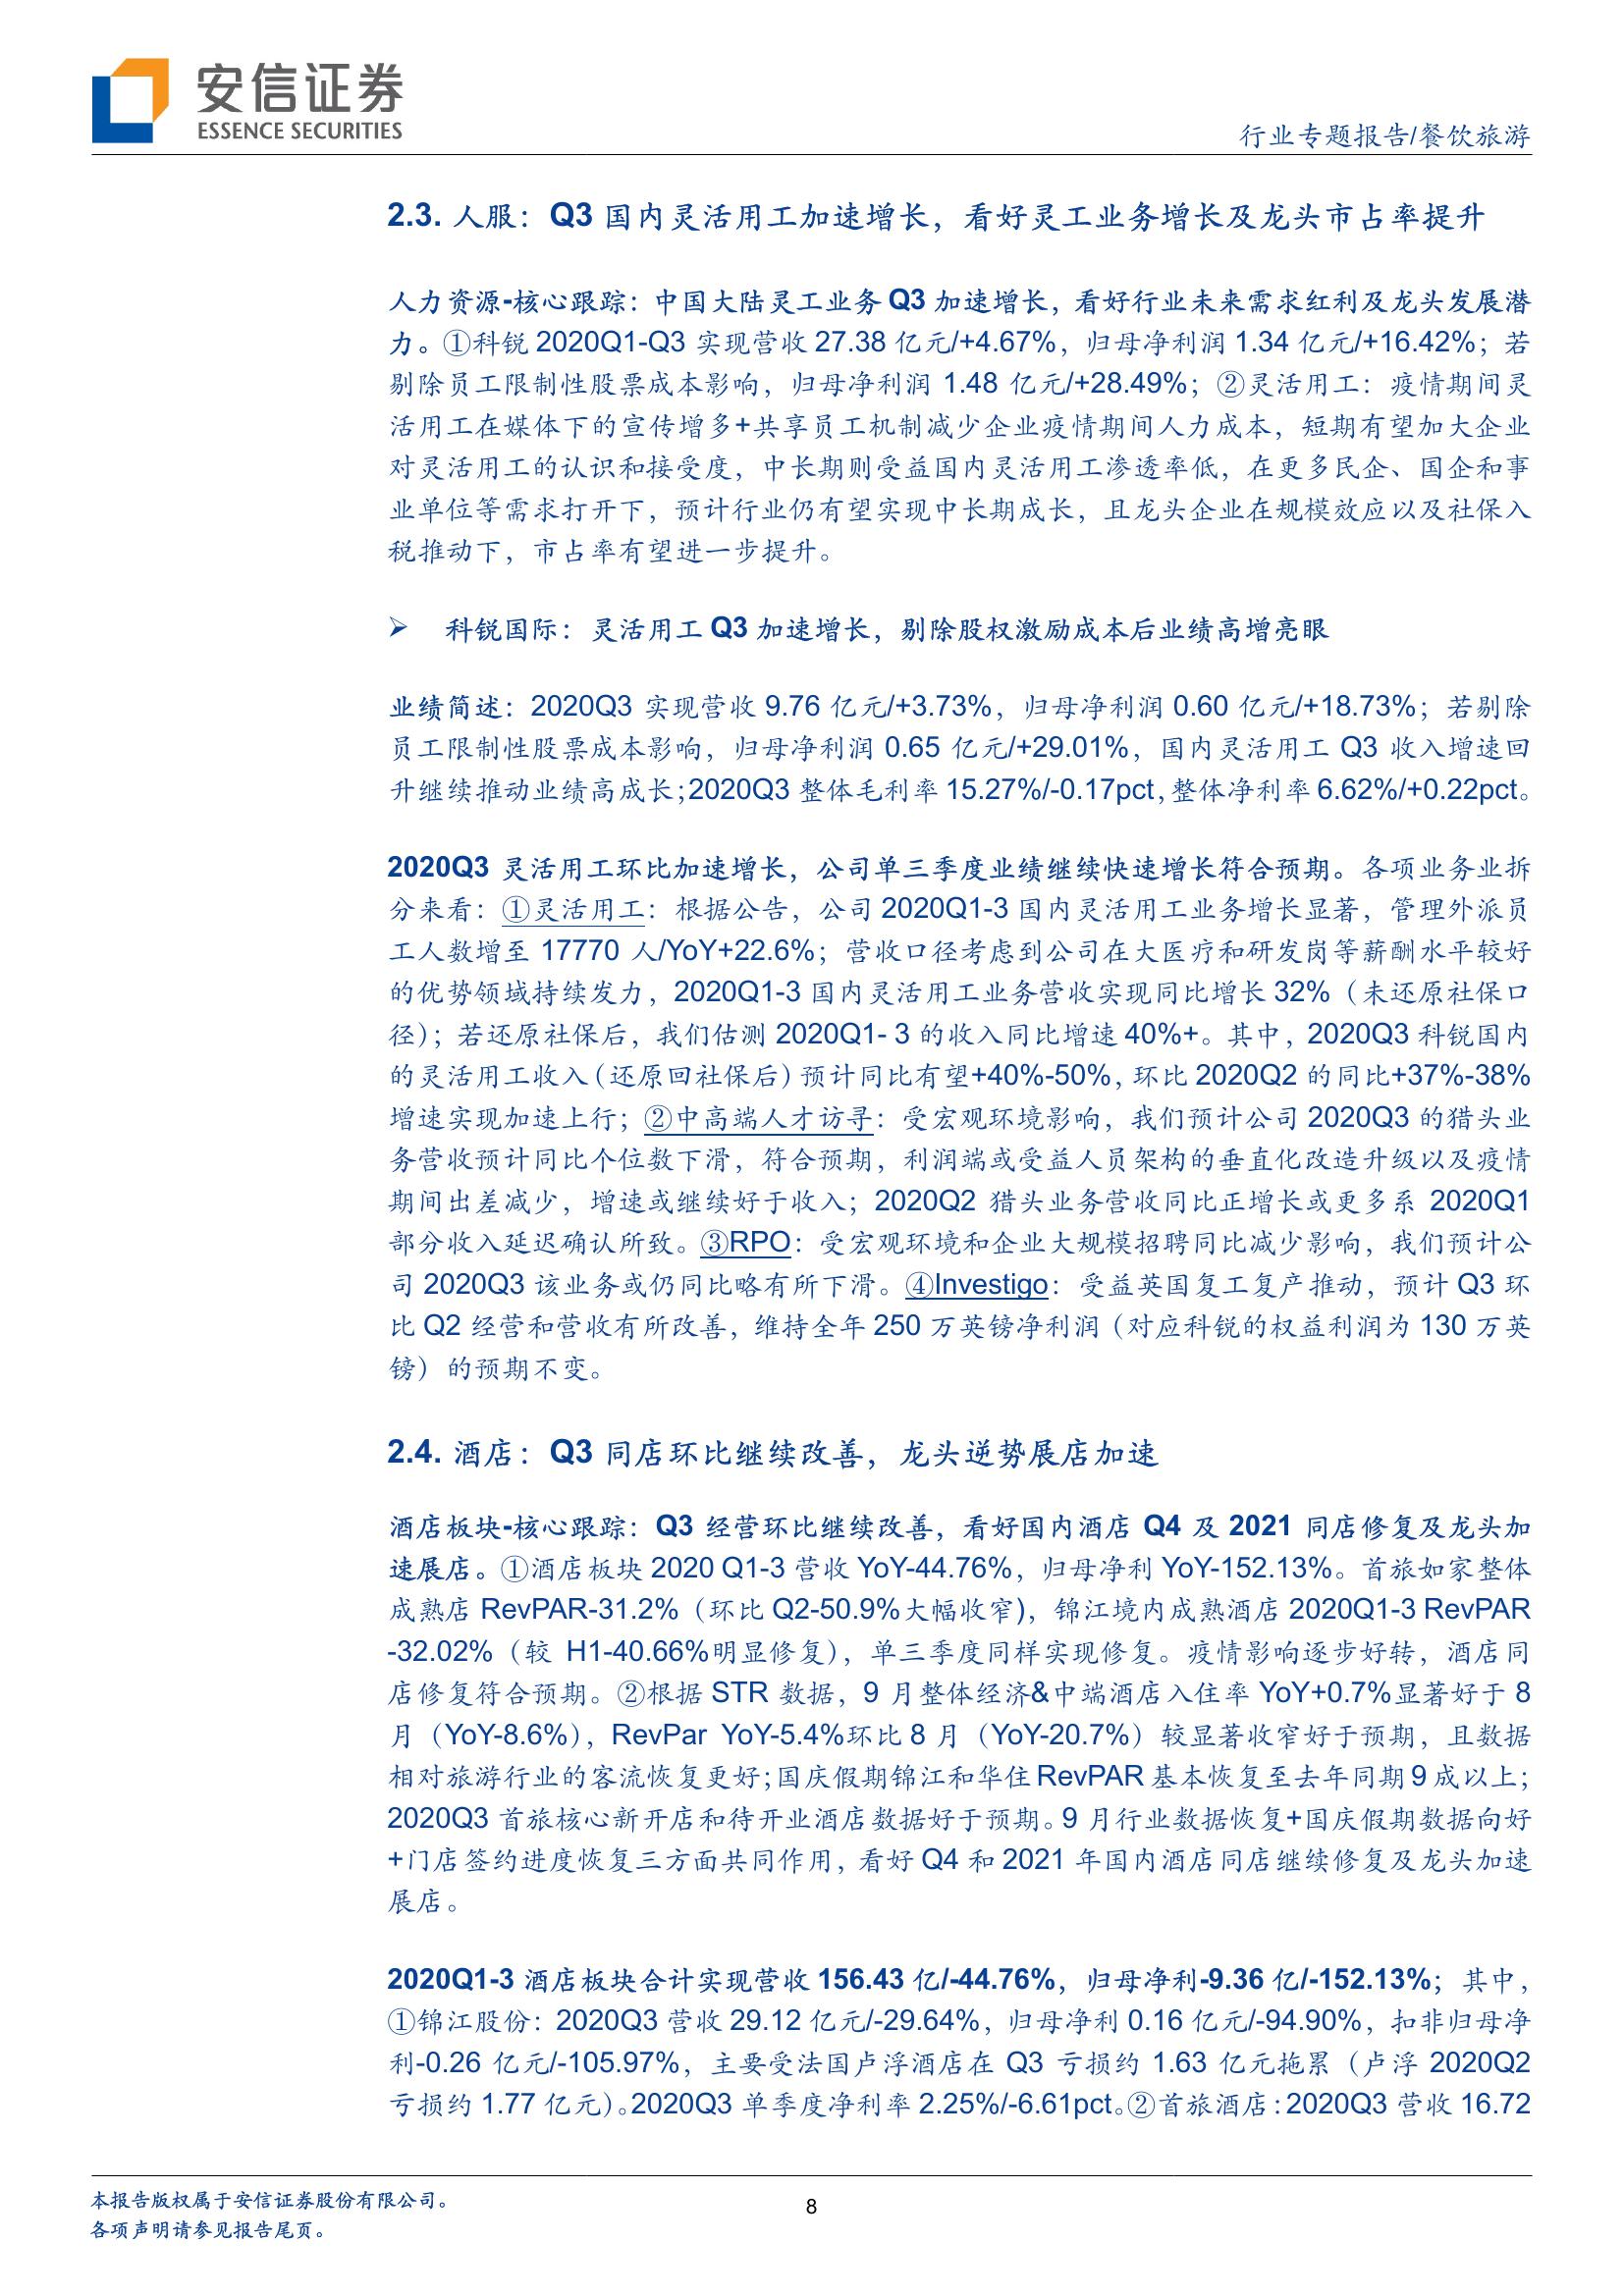 安信证券
ESSENCE SECURITIES
行业专题报告/餐饮旅游
2.3. 人服：Q3 国内灵活用工加速增长，看好灵工业务增长及龙头市占率提升
人力资源-核心跟踪：中国大陆灵工业务 Q3 加速增长，看好行业未来需求红利及龙头发展潜
力。①科锐 2020Q1-Q3 实现营收 27.38 亿元/+4.67%，归母净利润 1.34 亿元/+16.42%；若
剔除员工限制性股票成本影响，归母净利润 1.48 亿元/+28.49%；②灵活用工：疫情期间灵
活用工在媒体下的宣传增多+共享员工机制减少企业疫情期间人力成本，短期有望加大企业
对灵活用工的认识和接受度，中长期则受益国内灵活用工渗透率低，在更多民企、国企和事
业单位等需求打开下，预计行业仍有望实现中长期成长，且龙头企业在规模效应以及社保入
税推动下，市占率有望进一步提升。
➢ 科锐国际：灵活用工 Q3 加速增长，剔除股权激励成本后业绩高增亮眼
业绩简述：2020Q3 实现营收 9.76 亿元/+3.73%，归母净利润 0.60 亿元/+18.73%；若剔除
员工限制性股票成本影响，归母净利润 0.65 亿元/+29.01%，国内灵活用工 Q3 收入增速回
升继续推动业绩高成长；2020Q3 整体毛利率 15.27%/-0.17pct，整体净利率 6.62%/+0.22pct。
2020Q3 灵活用工环比加速增长，公司单三季度业绩继续快速增长符合预期。各项业务业拆
分来看：①灵活用工：根据公告，公司 2020Q1-3 国内灵活用工业务增长显著，管理外派员
工人数增至 17770 人/YoY+22.6%；营收口径考虑到公司在大医疗和研发岗等薪酬水平较好
的优势领域持续发力，2020Q1-3 国内灵活用工业务营收实现同比增长 32%（未还原社保口
径）；若还原社保后，我们估测 2020Q1- 3 的收入同比增速 40%+。其中，2020Q3 科锐国内
的灵活用工收入（还原回社保后）预计同比有望+40%-50%，环比 2020Q2 的同比+37%-38%
增速实现加速上行；②中高端人才访寻：受宏观环境影响，我们预计公司 2020Q3 的猎头业
务营收预计同比个位数下滑，符合预期，利润端或受益人员架构的垂直化改造升级以及疫情
期间出差减少，增速或继续好于收入；2020Q2 猎头业务营收同比正增长或更多系 2020Q1
部分收入延迟确认所致。③RPO：受宏观环境和企业大规模招聘同比减少影响，我们预计公
司 2020Q3 该业务或仍同比略有所下滑。④Investigo：受益英国复工复产推动，预计 Q3 环
比 Q2 经营和营收有所改善，维持全年 250 万英镑净利润（对应科锐的权益利润为 130 万英
镑）的预期不变。
2.4. 酒店：Q3 同店环比继续改善，龙头逆势展店加速
酒店板块-核心跟踪：Q3 经营环比继续改善，看好国内酒店 Q4 及 2021 同店修复及龙头加
速展店。①酒店板块 2020 Q1-3 营收 YoY-44.76%，归母净利 YoY-152.13%。首旅如家整体
成熟店 RevPAR-31.2%（环比 Q2-50.9%大幅收窄)，锦江境内成熟酒店 2020Q1-3 RevPAR
-32.02%（较 H1-40.66%明显修复），单三季度同样实现修复。疫情影响逐步好转，酒店同
店修复符合预期。②根据 STR 数据，9 月整体经济&中端酒店入住率 YoY+0.7%显著好于 8
月（YoY-8.6%），RevPar YoY-5.4%环比 8 月（YoY-20.7%）较显著收窄好于预期，且数据
相对旅游行业的客流恢复更好；国庆假期锦江和华住 RevPAR 基本恢复至去年同期 9 成以上；
2020Q3 首旅核心新开店和待开业酒店数据好于预期。9 月行业数据恢复+国庆假期数据向好
+门店签约进度恢复三方面共同作用，看好 Q4 和 2021 年国内酒店同店继续修复及龙头加速
展店。
2020Q1-3 酒店板块合计实现营收 156.43 亿/-44.76%，归母净利-9.36 亿/-152.13%；其中，
①锦江股份：2020Q3 营收 29.12 亿元/-29.64%，归母净利 0.16 亿元/-94.90%，扣非归母净
利-0.26 亿元/-105.97%，主要受法国卢浮酒店在 Q3 亏损约 1.63 亿元拖累（卢浮 2020Q2
亏损约 1.77 亿元）。2020Q3 单季度净利率 2.25%/-6.61pct。②首旅酒店：2020Q3 营收 16.72
本报告版权属于安信证券股份有限公司。
8
各项声明请参见报告尾页。